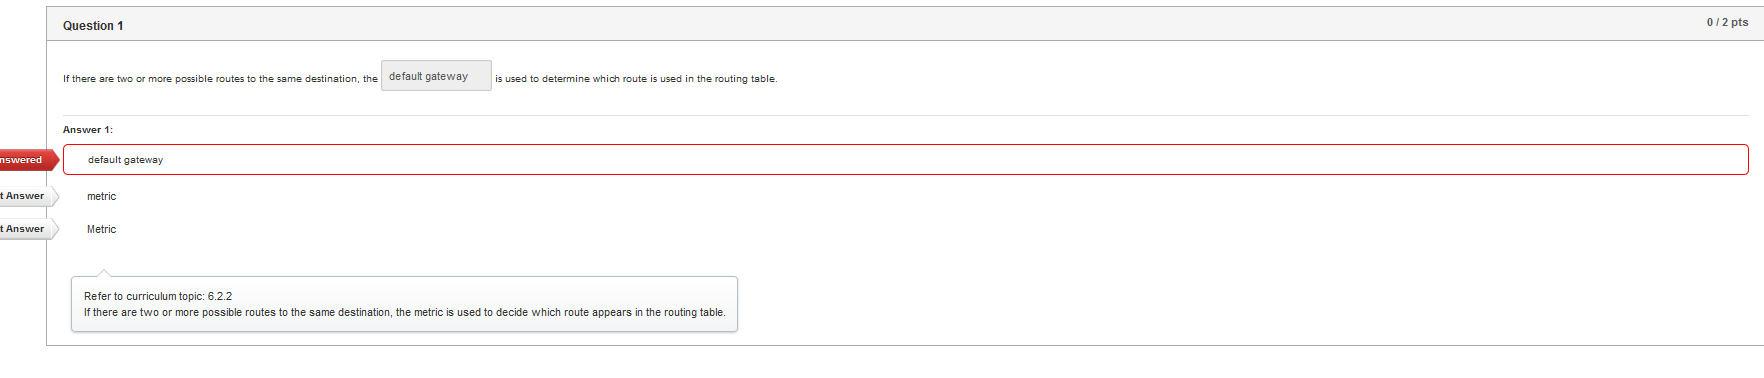 Question 1
0 / 2 pts
If there are two or more possible routes to the same destination, the default gateway is used to determine which route is used in the routing table.
Answer 1:
nswered
default gateway
t Answer
metric
t Answer
Metric
Refer to curriculum topic: 6.2.2
If there are two or more possible routes to the same destination, the metric is used to decide which route appears in the routing table.